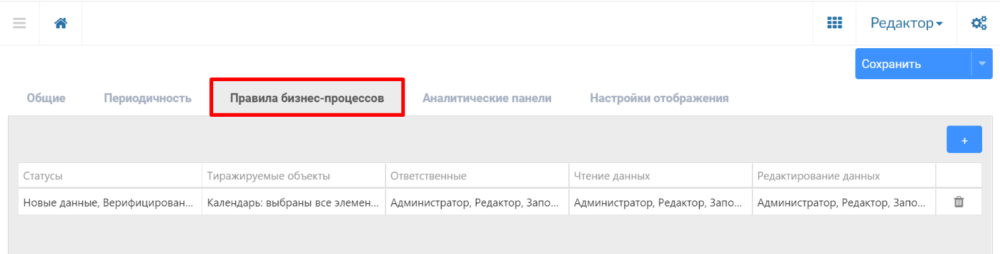 Редактор
Сохранить
Общие Периодичность Правила бизнес-процессов Аналитические панели Настройки отображения
+
Статусы Тиражируемые объекты Ответственные Чтение данных Редактирование данных
Новые данные, Верифицирован... Календарь: выбраны все элемен... Администратор, Редактор, Запо... Администратор, Редактор, Запо... Администратор, Редактор, Запо...